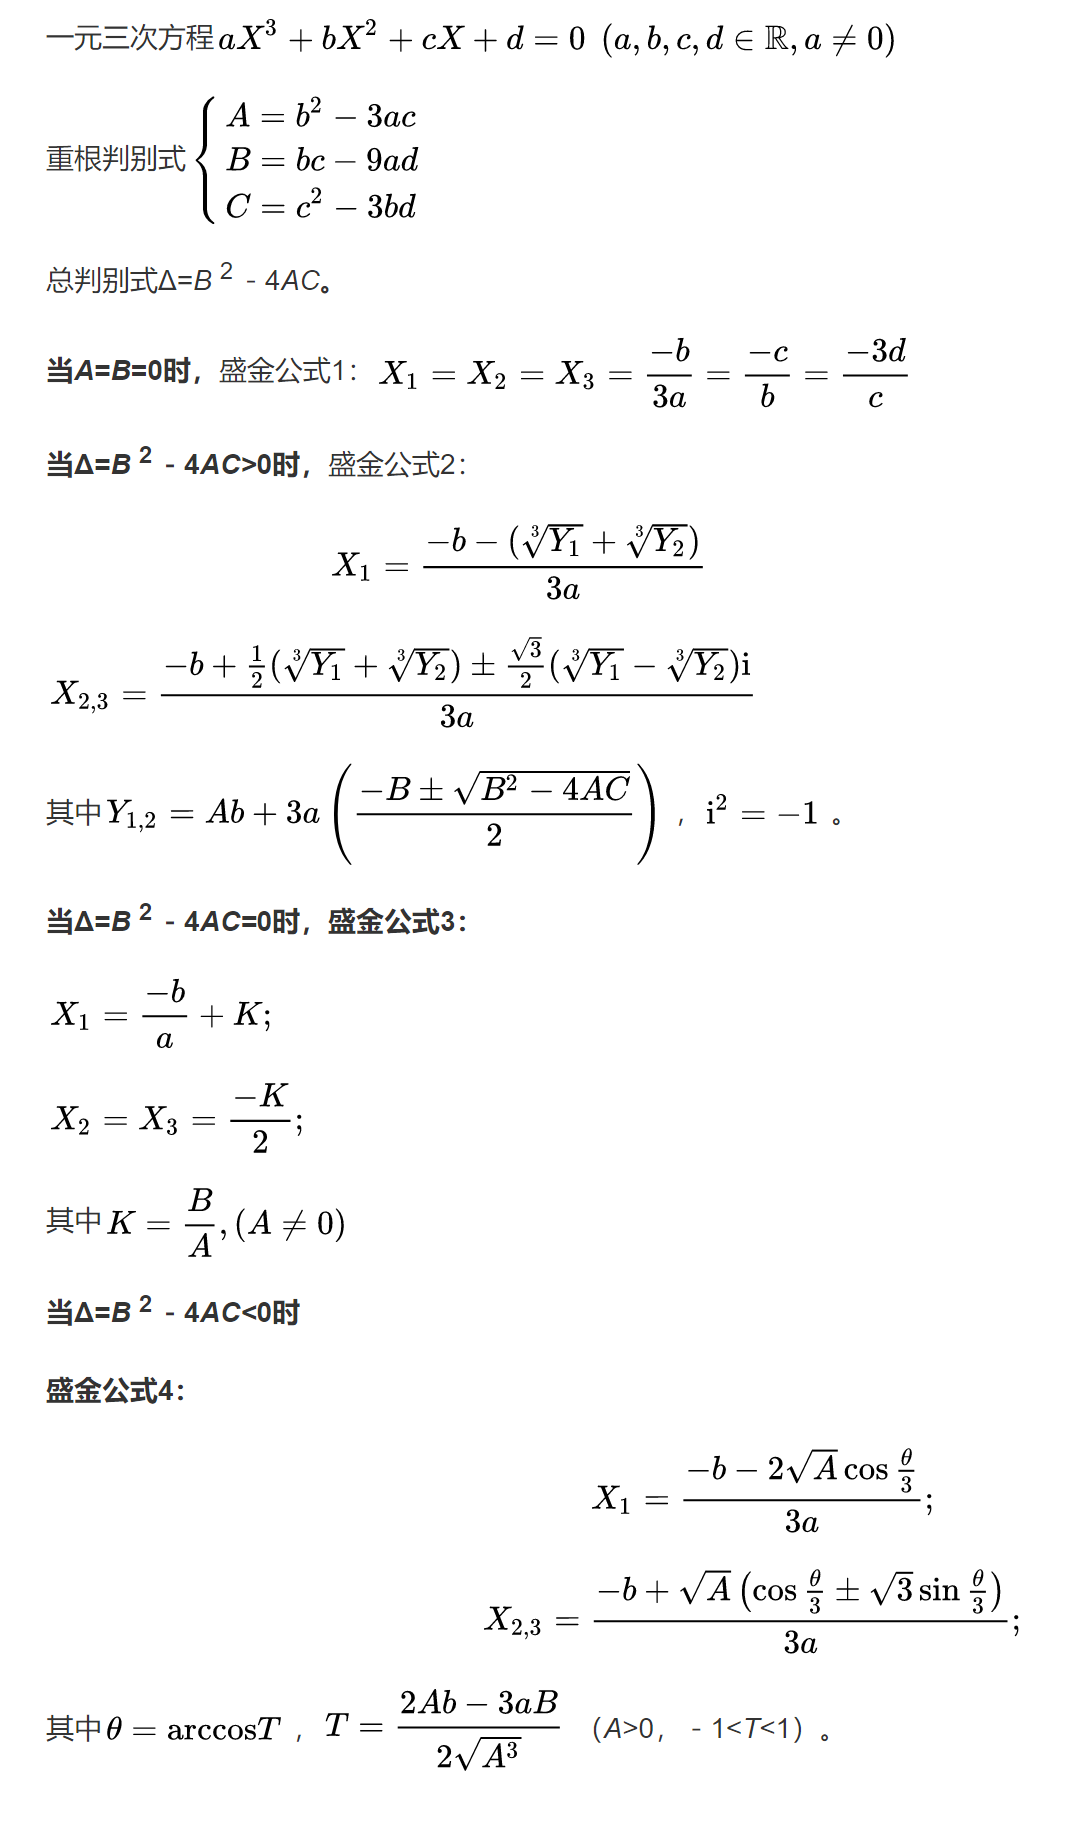 一元三次方程 $aX^3 + bX^2 + cX + d = 0 \ (a, b, c, d \in \mathbb{R}, a \neq 0)$
重根判别式 $\begin{cases} A = b^2 - 3ac \\ B = bc - 9ad \\ C = c^2 - 3bd \end{cases}$
总判别式Δ=B ² - 4AC。
当A=B=0时，盛金公式1： $X_1 = X_2 = X_3 = \frac{-b}{3a} = \frac{-c}{b} = \frac{-3d}{c}$
当Δ=B ² - 4AC>0时，盛金公式2：
$X_1 = \frac{-b - (\sqrt[3]{Y_1} + \sqrt[3]{Y_2})}{3a}$
$X_{2,3} = \frac{-b + \frac{1}{2}(\sqrt[3]{Y_1} + \sqrt[3]{Y_2}) \pm \frac{\sqrt{3}}{2}(\sqrt[3]{Y_1} - \sqrt[3]{Y_2})\mathrm{i}}{3a}$
其中 $Y_{1,2} = Ab + 3a \left( \frac{-B \pm \sqrt{B^2 - 4AC}}{2} \right)$ ，$\mathrm{i}^2 = -1$ 。
当Δ=B ² - 4AC=0时，盛金公式3：
$X_1 = \frac{-b}{a} + K;$
$X_2 = X_3 = \frac{-K}{2};$
其中 $K = \frac{B}{A}, (A \neq 0)$
当Δ=B ² - 4AC<0时
盛金公式4：
$X_1 = \frac{-b - 2\sqrt{A} \cos \frac{\theta}{3}}{3a};$
$X_{2,3} = \frac{-b + \sqrt{A} \left( \cos \frac{\theta}{3} \pm \sqrt{3} \sin \frac{\theta}{3} \right)}{3a};$
其中 $\theta = \arccos T$ ，$T = \frac{2Ab - 3aB}{2\sqrt{A^3}}$ （A>0， - 1<T<1）。